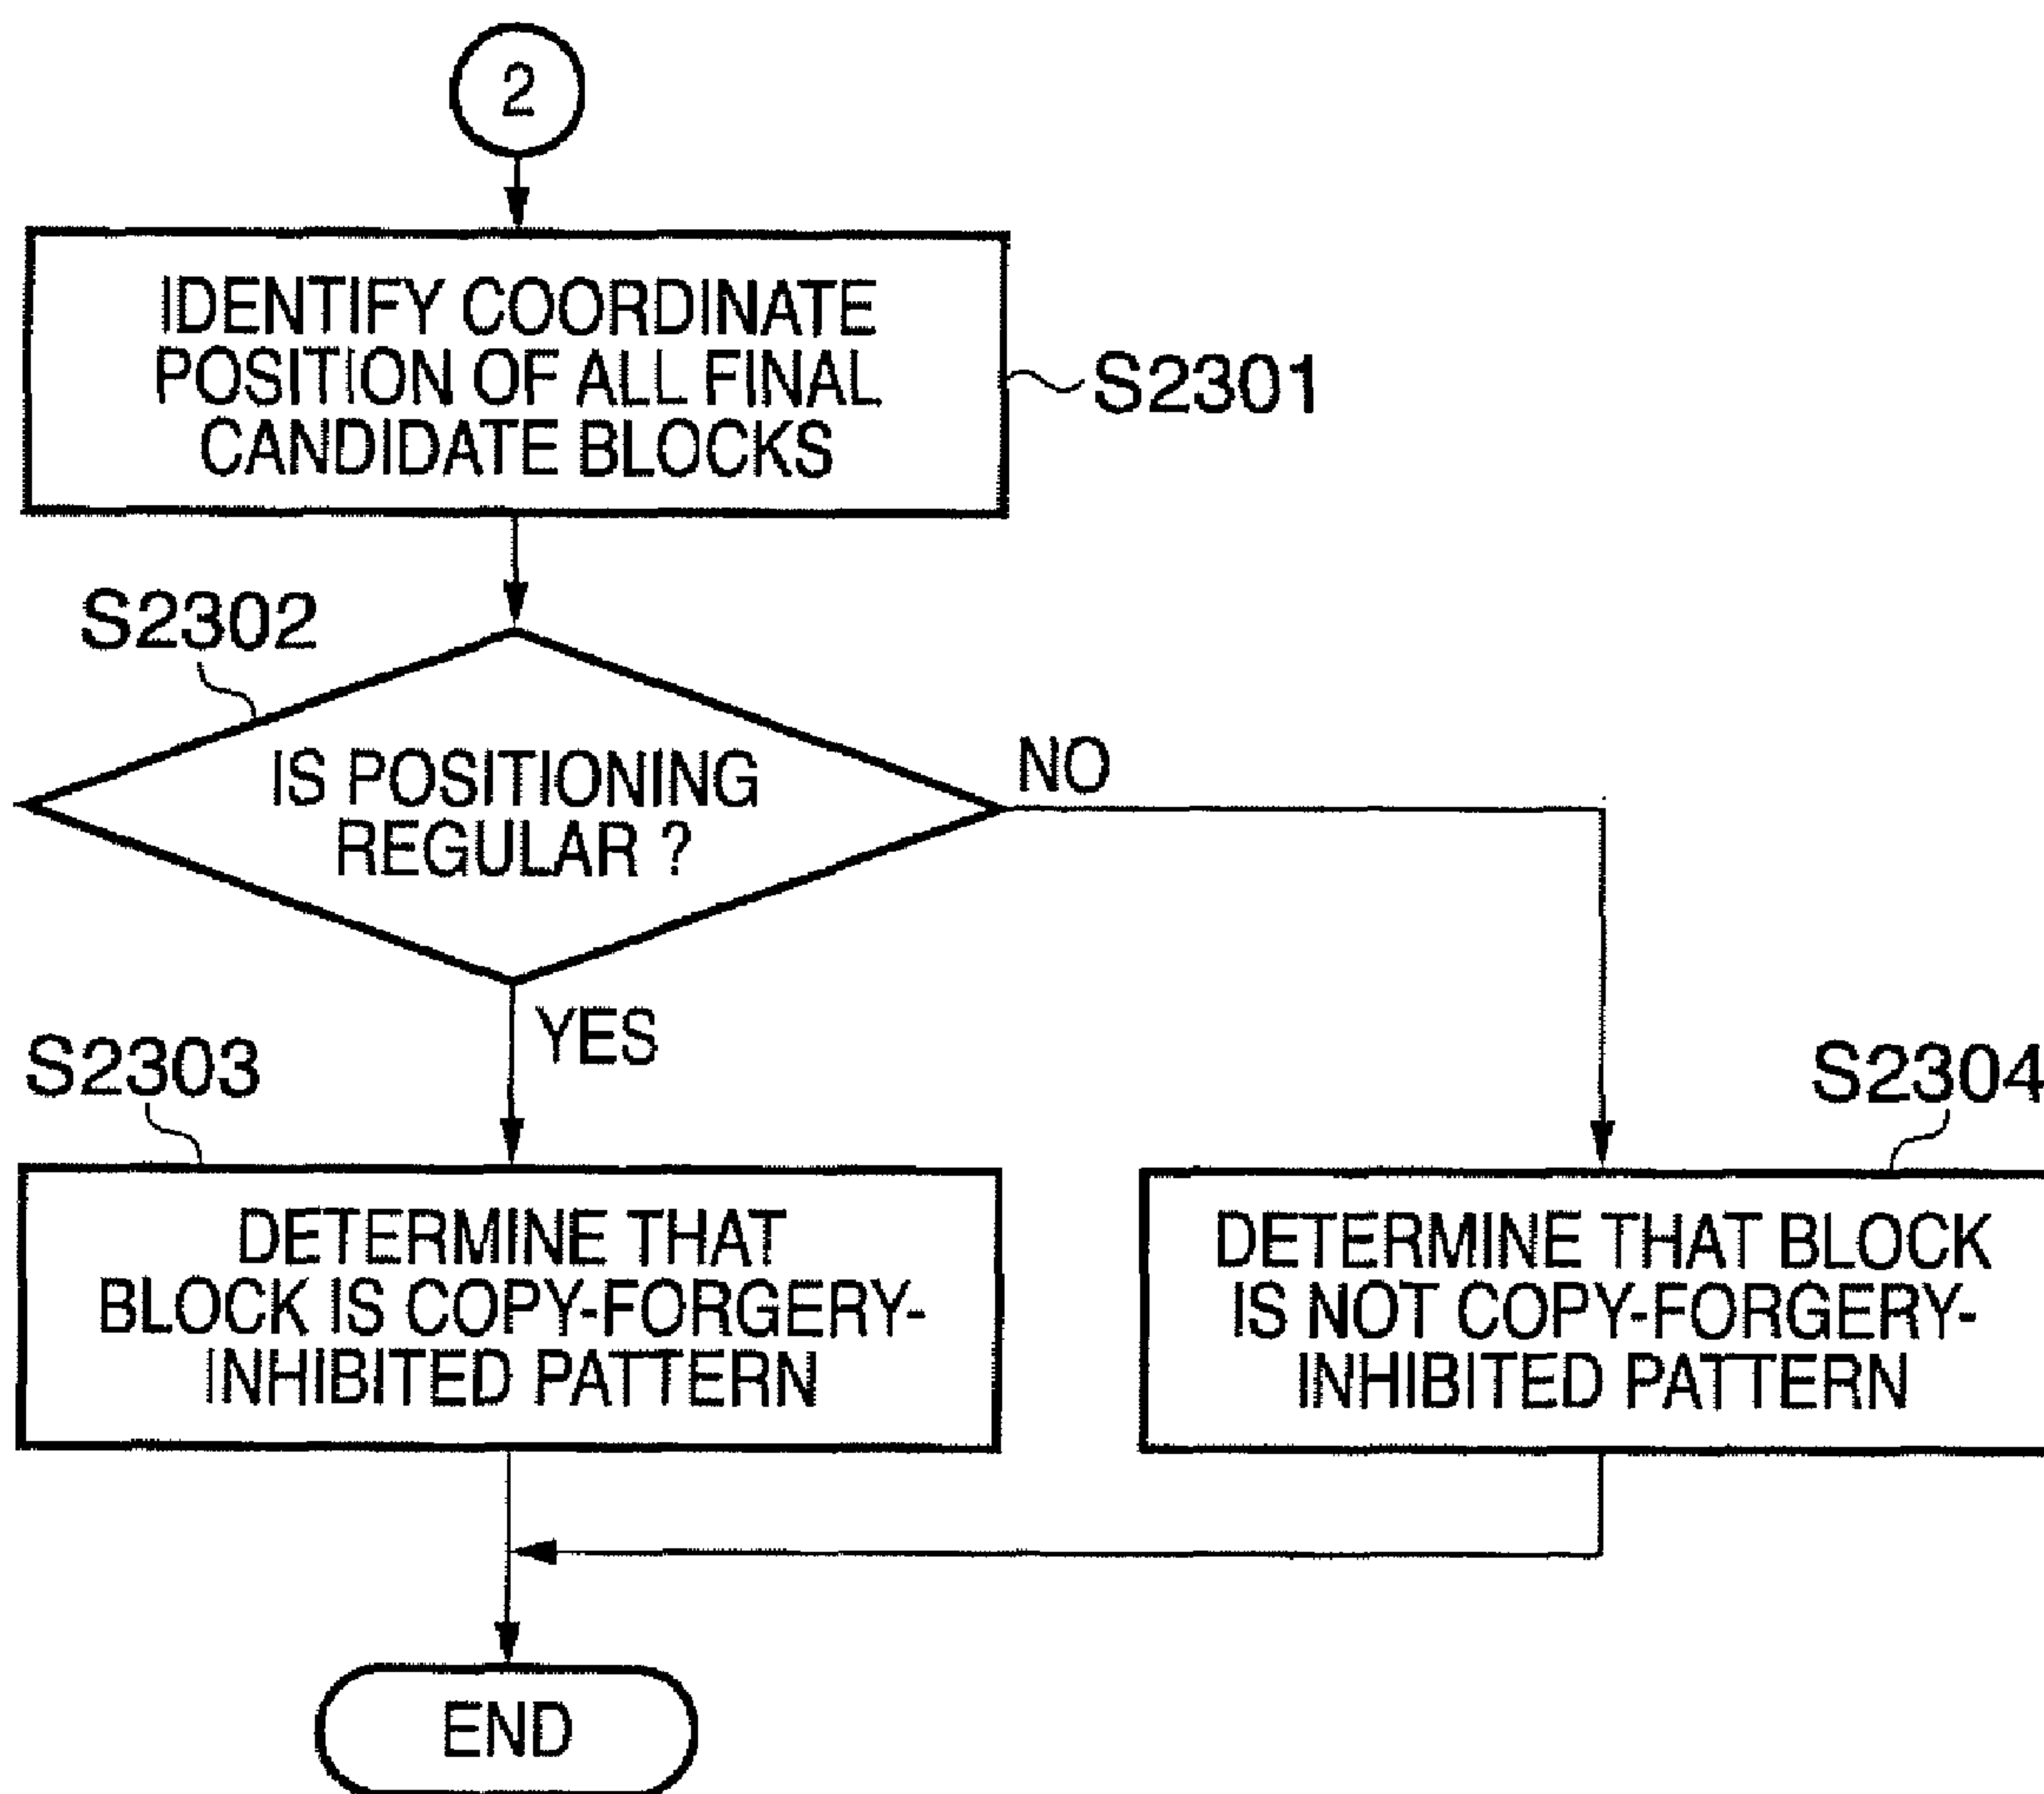 2
IDENTIFY COORDINATE
POSITION OF ALL FINAL
CANDIDATE BLOCKS
S2301
S2302
IS POSITIONING
REGULAR ?
NO
YES
S2303
DETERMINE THAT
BLOCK IS COPY-FORGERY-
INHIBITED PATTERN
S2304
DETERMINE THAT BLOCK
IS NOT COPY-FORGERY-
INHIBITED PATTERN
END